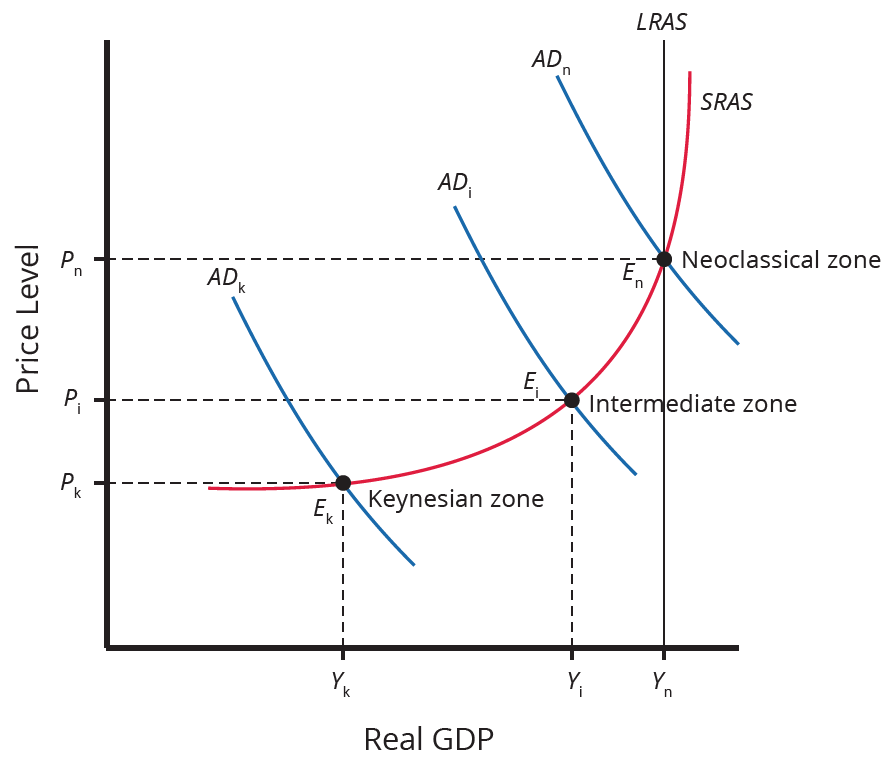 LRAS
ADn
SRAS
ADi
Pn
ADk
En
Neoclassical zone
Price Level
Pi
Ei
Intermediate zone
Pk
Ek
Keynesian zone
Yk
Yi
Yn
Real GDP